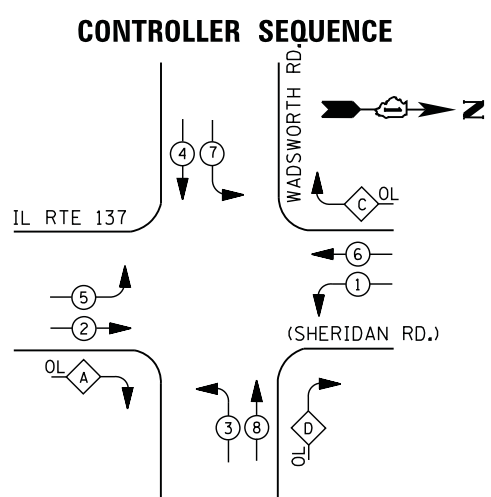 CONTROLLER SEQUENCE
WADSWORTH RD.
N
4 7
C OL
IL RTE 137
6
5
1
2
(SHERIDAN RD.)
OL A
3 8 D
OL